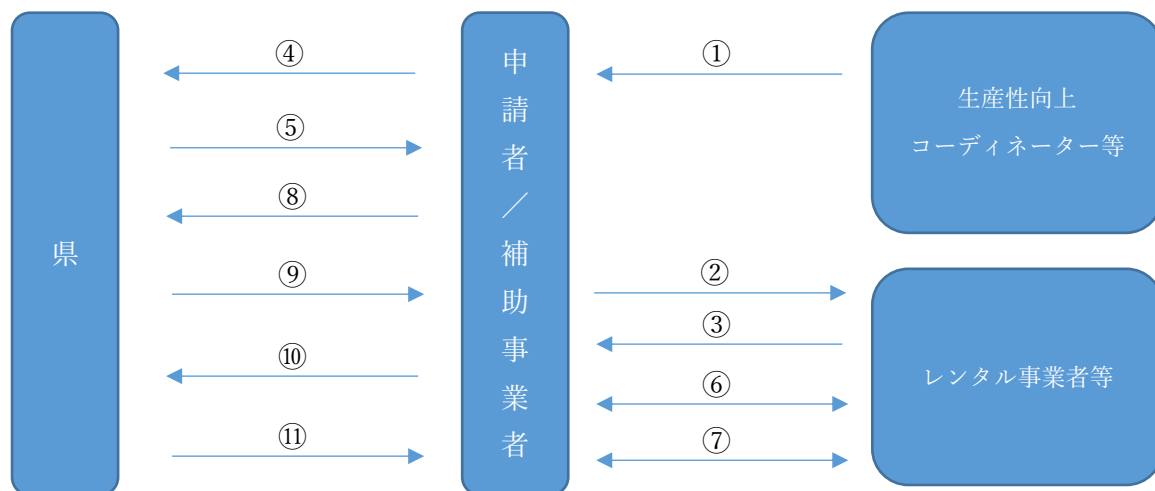 県
④
⑤
⑧
⑨
⑩
⑪
申請者／補助事業者
①
②
③
⑥
⑦
生産性向上
コーディネーター等
レンタル事業者等